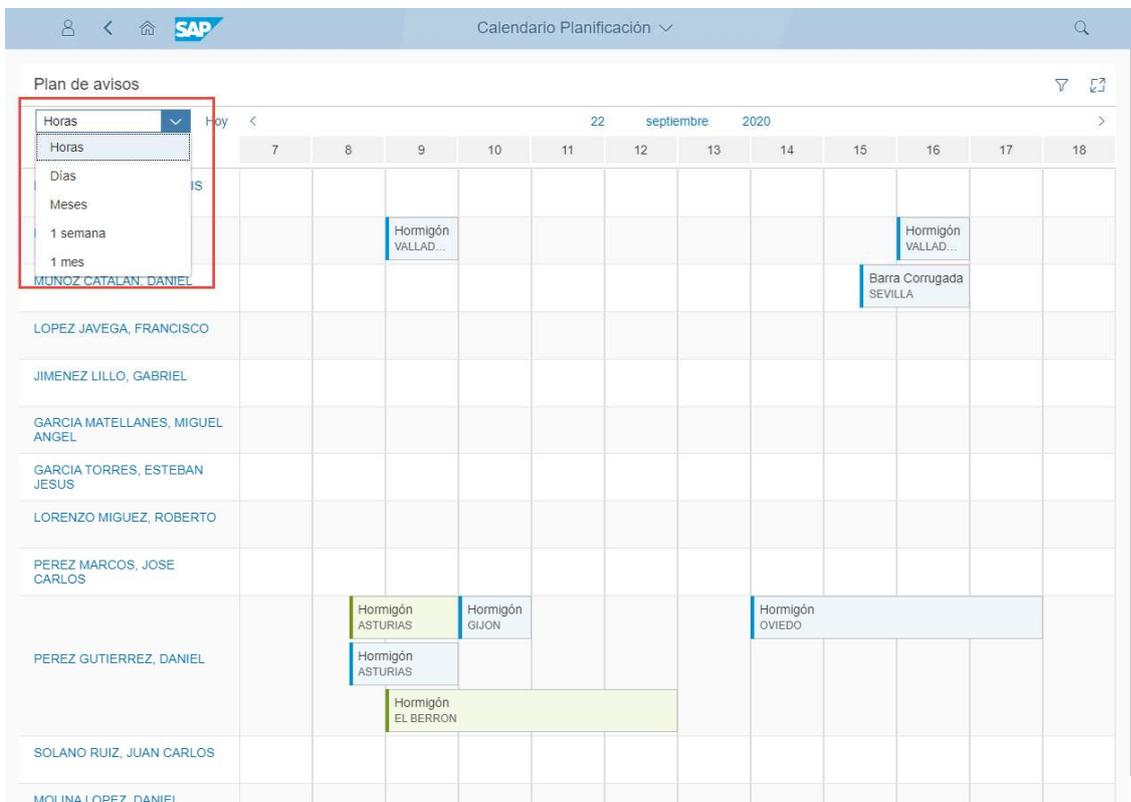 SAP
Calendario Planificación
Plan de avisos
Horas
Hoy
22 septiembre 2020
7 8 9 10 11 12 13 14 15 16 17 18
Horas
Días
Meses
1 semana
1 mes
IS
Hormigón
VALLAD...
Hormigón
VALLAD...
MUÑOZ CATALAN, DANIEL
Barra Corrugada
SEVILLA
LOPEZ JAVEGA, FRANCISCO
JIMENEZ LILLO, GABRIEL
GARCIA MATELLANES, MIGUEL
ANGEL
GARCIA TORRES, ESTEBAN
JESUS
LORENZO MIGUEZ, ROBERTO
PEREZ MARCOS, JOSE
CARLOS
PEREZ GUTIERREZ, DANIEL
Hormigón
ASTURIAS
Hormigón
GIJON
Hormigón
OVIEDO
Hormigón
ASTURIAS
Hormigón
EL BERRON
SOLANO RUIZ, JUAN CARLOS
MOLINA LOPEZ, DANIEL